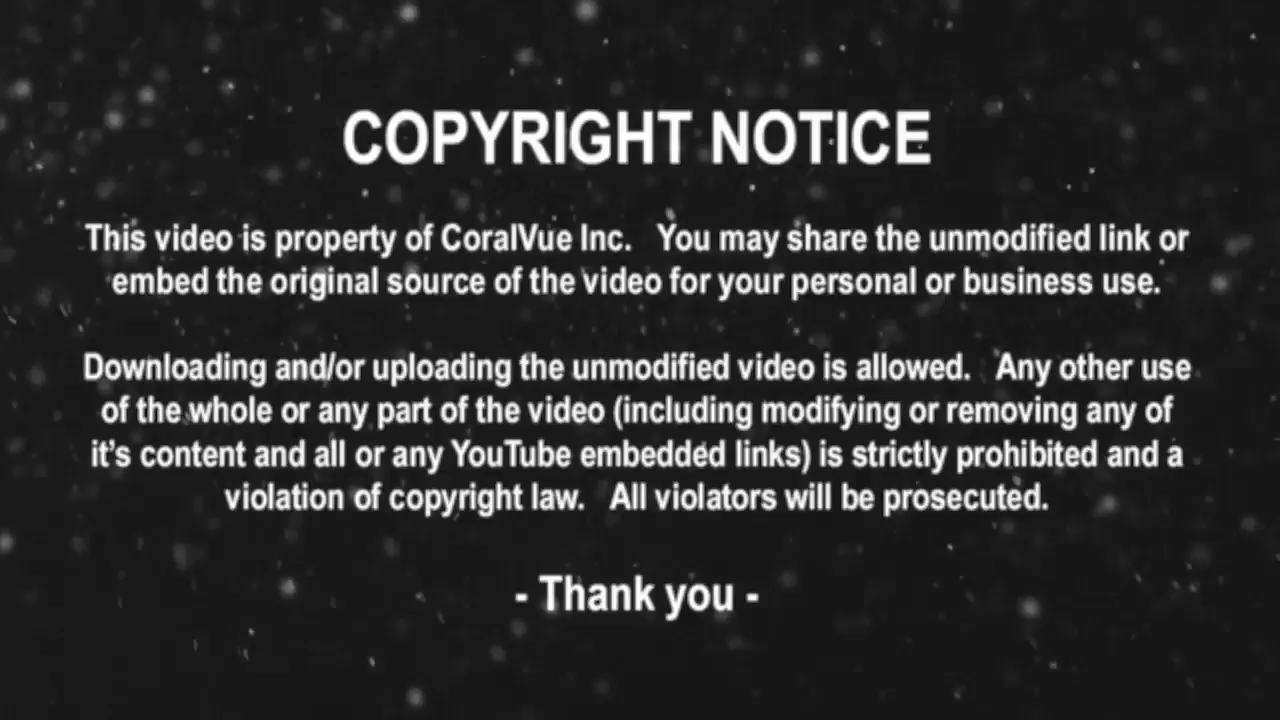 COPYRIGHT NOTICE
This video is property of CoralVue Inc.   You may share the unmodified link or
embed the original source of the video for your personal or business use.
Downloading and/or uploading the unmodified video is allowed.   Any other use
of the whole or any part of the video (including modifying or removing any of
it’s content and all or any YouTube embedded links) is strictly prohibited and a
violation of copyright law.   All violators will be prosecuted.
- Thank you -